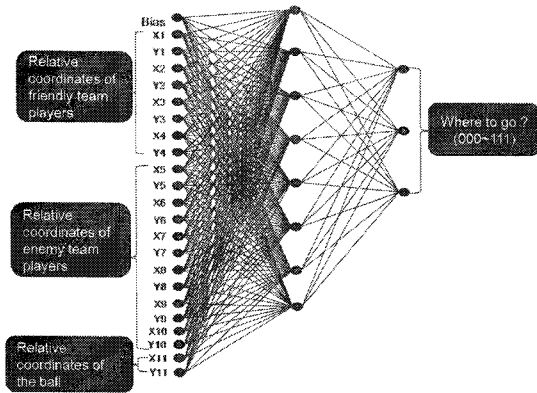 Bias
X1
Y1
X2
Y2
X3
Y3
X4
Y4
X5
Y5
X6
Y6
X7
Y7
X8
Y8
X9
Y9
X10
Y10
X11
Y11
Relative
coordinates of
friendly team
players
Relative
coordinates of
enemy team
players
Relative
coordinates of
the ball
Where to go ?
(000~111)